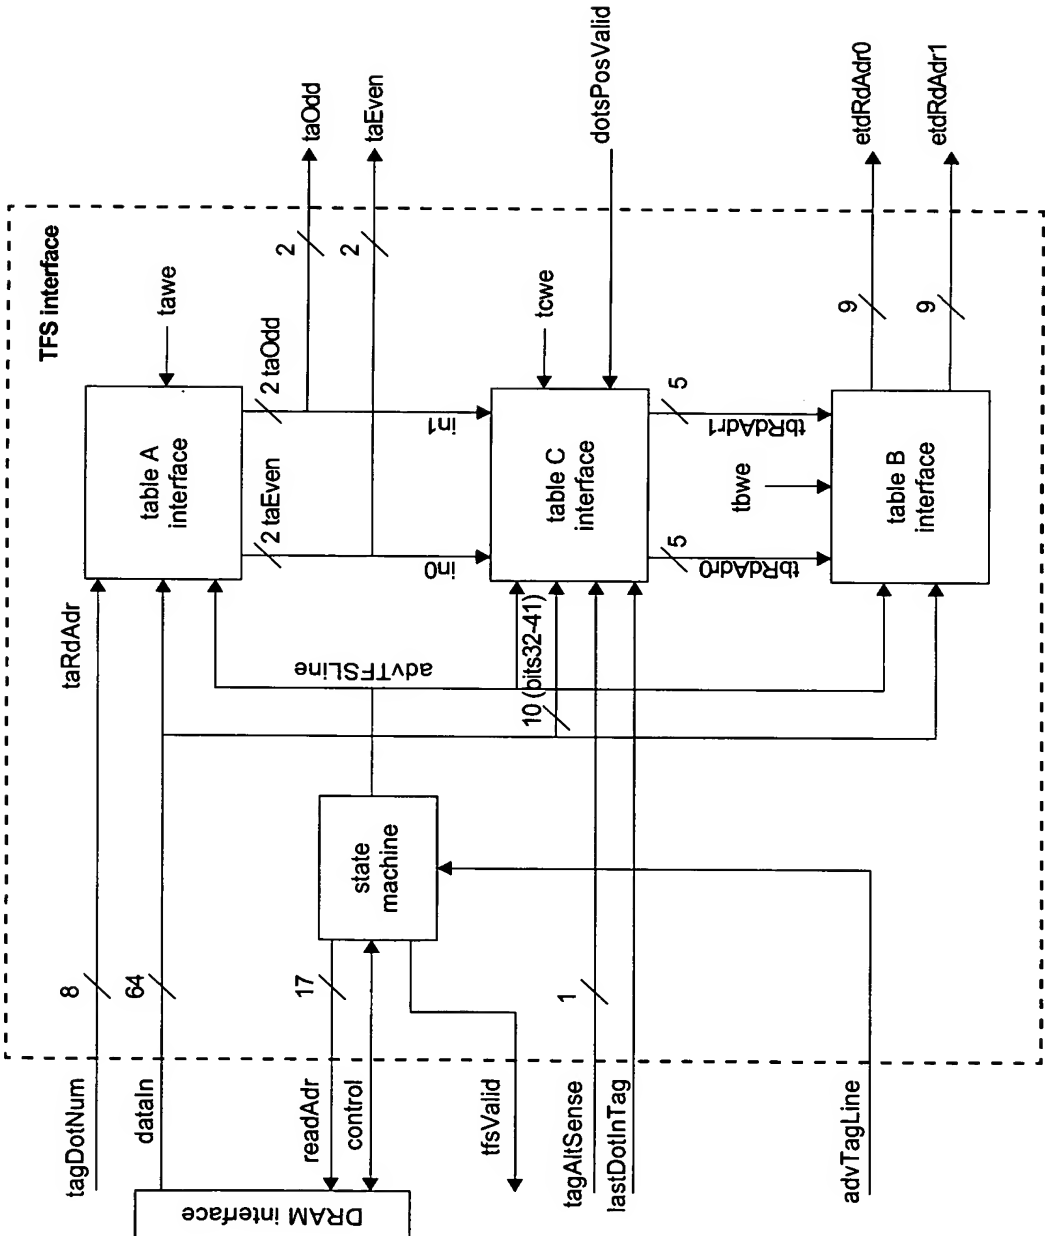 TFS interface
tagDotNum
8
taRdAdr
table A
interface
tawe
dataIn
64
2 taEven
2 taOdd
2
taOdd
2
taEven
DRAM interface
readAdr
17
control
tfsValid
state
machine
advTFSLine
10 (bits32-41)
in0
in1
table C
interface
tcwe
dotsPosValid
tagAltSense
1
lastDotInTag
5
tbRdAdr0
5
tbRdAdr1
tbwe
table B
interface
9
etdRdAdr0
9
etdRdAdr1
advTagLine